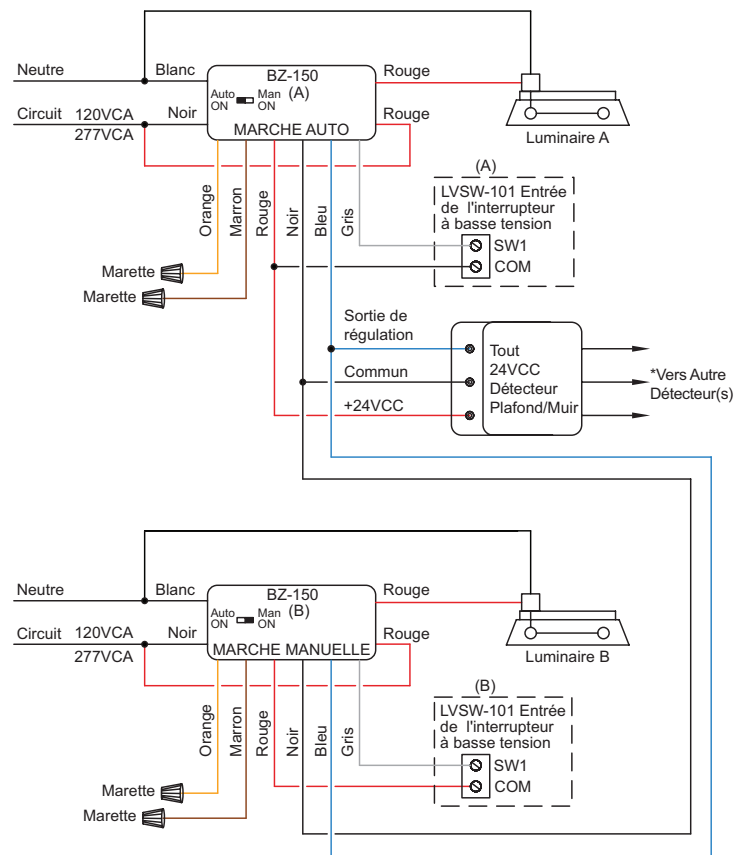 Neutre
Blanc
BZ-150
(A)
Auto
ON
Man
ON
MARCHE AUTO
Rouge
Circuit
120VCA
277VCA
Noir
Rouge
Luminaire A
Orange
Marron
Rouge
Noir
Bleu
Gris
(A)
LVSW-101 Entrée
de l'interrupteur
à basse tension
SW1
COM
Marette
Marette
Sortie de
régulation
Commun
+24VCC
Tout
24VCC
Détecteur
Plafond/Muir
*Vers Autre
Détecteur(s)
Neutre
Blanc
BZ-150
(B)
Auto
ON
Man
ON
MARCHE MANUELLE
Rouge
Circuit
120VCA
277VCA
Noir
Rouge
Luminaire B
Orange
Marron
Rouge
Noir
Bleu
Gris
(B)
LVSW-101 Entrée
de l'interrupteur
à basse tension
SW1
COM
Marette
Marette